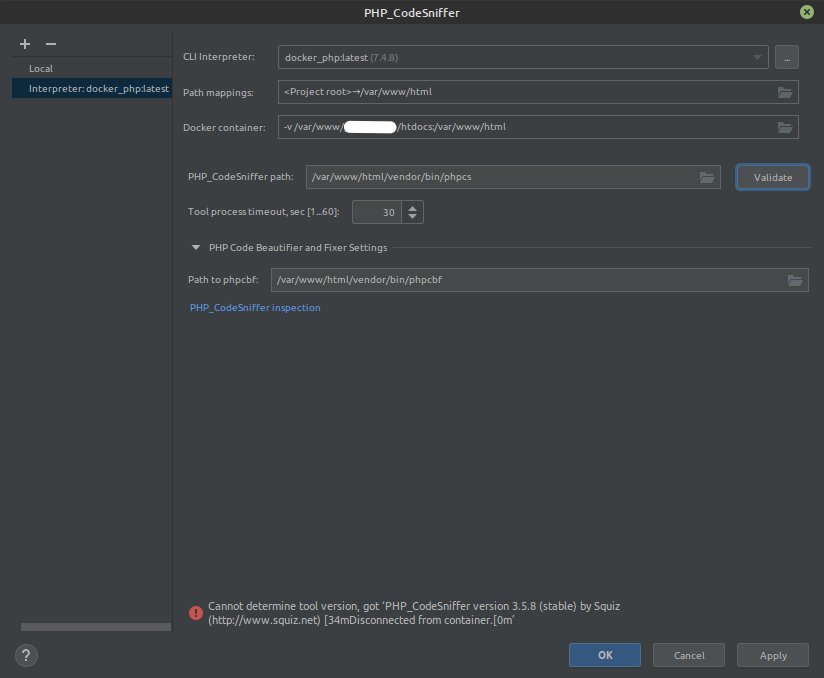 PHP_CodeSniffer
Local
Interpreter: docker_php:latest
CLI Interpreter: docker_php:latest (7.4.8) ...
Path mappings: <Project root>→/var/www/html
Docker container: -v /var/www/ /htdocs:/var/www/html
PHP_CodeSniffer path: /var/www/html/vendor/bin/phpcs Validate
Tool process timeout, sec [1...60]: 30
PHP Code Beautifier and Fixer Settings
Path to phpcbf: /var/www/html/vendor/bin/phpcbf
PHP_CodeSniffer inspection
Cannot determine tool version, got ‘PHP_CodeSniffer version 3.5.8 (stable) by Squiz
(http://www.squiz.net) [34mDisconnected from container.[0m’
? OK Cancel Apply